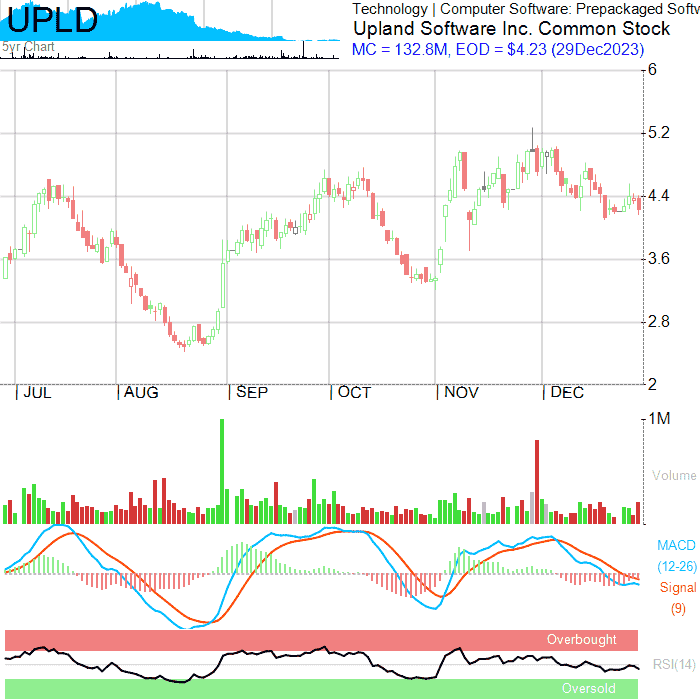 UPLD
5yr Chart
Technology | Computer Software: Prepackaged Softw
Upland Software Inc. Common Stock
MC = 132.8M, EOD = $4.23 (29Dec2023)
6
5.2
4.4
3.6
2.8
2
JUL AUG SEP OCT NOV DEC
1M
Volume
MACD
(12-26)
Signal
(9)
Overbought
RSI(14)
Oversold